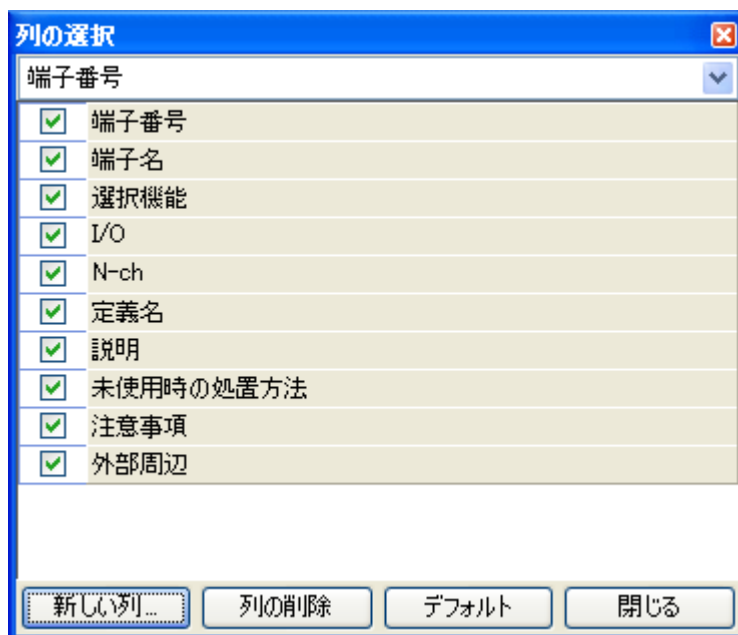 列の選択
端子番号
端子番号
端子名
選択機能
I/O
N-ch
定義名
説明
未使用時の処置方法
注意事項
外部周辺
新しい列... 列の削除 デフォルト 閉じる